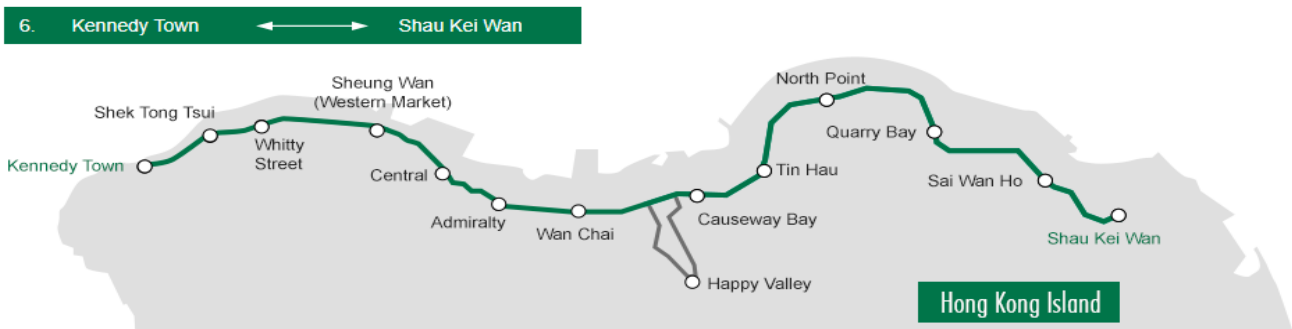 6. Kennedy Town Shau Kei Wan
Sheung Wan
(Western Market)
Shek Tong Tsui
Whitty
Street
Kennedy Town
Central
Admiralty
Wan Chai
Happy Valley
Causeway Bay
Tin Hau
North Point
Quarry Bay
Sai Wan Ho
Shau Kei Wan
Hong Kong Island